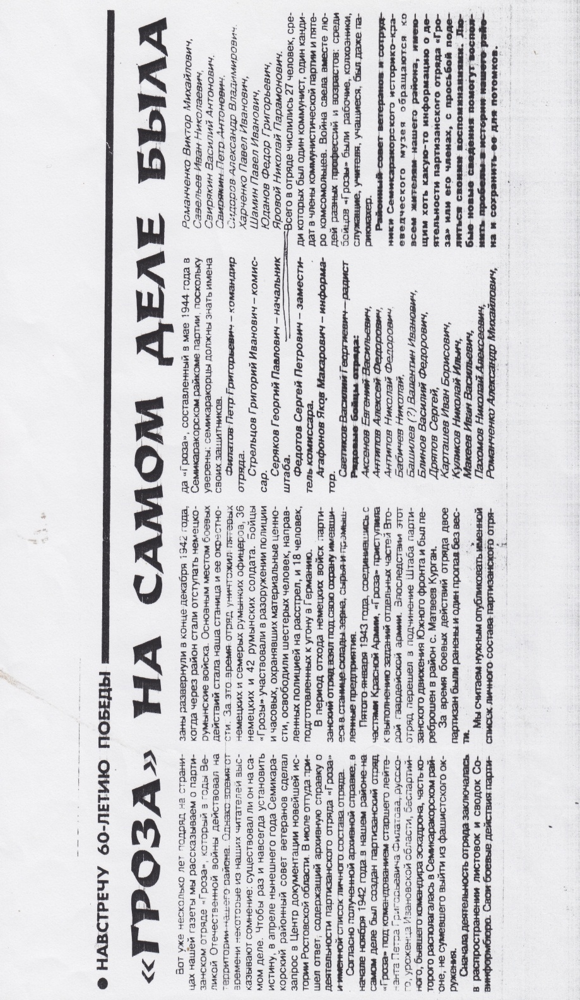 ● НАВСТРЕЧУ 60-ЛЕТИЮ ПОБЕДЫ
«ГРОЗА» НА САМОМ ДЕЛЕ БЫЛА
Вот уже несколько лет подряд на страни-
цах нашей газеты мы рассказываем о парти-
занском отряде «Гроза», который в годы Ве-
ликой Отечественной войны действовал на
территории нашего района. Однако время от
времени некоторые из наших читателей выс-
казывают сомнение: существовал ли он на са-
мом деле. Чтобы раз и навсегда установить
истину, в апреле нынешнего года Семикара-
корский районный совет ветеранов сделал
запрос в Центр документации новейшей ис-
тории Ростовской области. В июле оттуда при-
шел ответ, содержащий архивную справку о
деятельности партизанского отряда «Гроза»
и именной список личного состава отряда.
Согласно полученной архивной справке, в
начале ноября 1942 года в нашем районе на
самом деле был создан партизанский отряд
«Гроза» под командованием старшего лейте-
нанта Петра Григорьевича Филатова, русско-
го, уроженца Ивановской области, беспартий-
ного, бывшего командира эскадрона, часть ко-
торого располагалась в Семикаракорском рай-
оне, не сумевшего выйти из фашистского ок-
ружения.
Сначала деятельность отряда заключалась
в распространении листовок и сводок Со-
винформбюро. Свои боевые действия парти-
заны развернули в конце декабря 1942 года,
когда через район стали отступать немецко-
румынские войска. Основным местом боевых
действий стала наша станица и ее окрестно-
сти. За это время отряд уничтожил пятерых
немецких и семерых румынких офицеров, 36
немецких и 42 румынских солдата. Бойцы
«Грозы» участвовали в разоружении полиции
и часовых, охранявших материальные ценно-
сти, освободили шестерых человек, направ-
ленных полицией на расстрел, и 18 человек,
подготовленных к угону в Германию.
В период отхода немецких войск парти-
занский отряд взял под свою охрану имевши-
еся в станице склады зерна, сырья и промыш-
ленные предприятия.
Пятого января 1943 года, соединившись с
частями Красной Армии, «Гроза» приступила
к выполнению заданий отдельных частей Вто-
рой гвардейской армии. Впоследствии этот
отряд перешел в подчинение Штаба парти-
занского движения Южного фронта и был пе-
реброшен в район с. Матвеев Курган.
За время боевых действий отряда двое
партизан были ранены и один пропал без вес-
ти.
Мы считаем нужным опубликовать именной
список личного состава партизанского отря-
да «Гроза», составленный в мае 1944 года в
Семикаракорском райкоме партии, поскольку
уверены: семикаракорцы должны знать имена
своих защитников.
Филатов Петр Григорьевич – командир
отряда.
Стрельцов Григорий Иванович – комис-
сар.
Серяков Георгий Павлович – начальник
штаба.
Федотов Сергей Петрович – замести-
тель комиссара.
Агафонов Яков Макарович – информа-
тор.
Светиков Василий Георгиевич – радист
Рядовые бойцы отряда:
Аксенов Евгений Васильевич,
Антипов Алексей Федорович,
Антипов Николай Федорович,
Бабичев Николай,
Башилев (?) Валентин Иванович,
Блинов Василий Федорович,
Дряпов Сергей,
Карташев Иван Борисович,
Куликов Николай Ильич,
Макеев Иван Васильевич,
Пахомов Николай Алексеевич,
Романченко Александр Михайлович,
Романченко Виктор Михайлович,
Савельев Иван Николаевич,
Свирякин Василий Антонович,
Свирякин Петр Антонович.
Сидоров Александр Владимирович.
Харченко Павел Иванович,
Шамин Павел Иванович,
Юданов Федор Григорьевич,
Яровой Николай Парамонович.
Всего в отряде числились 27 человек, сре-
ди которых был один коммунист, один канди-
дат в члены коммунистической партии и пяте-
ро комсомольцев. Война свела вместе лю-
дей разных профессий и возрастов: среди
бойцов «Грозы» были рабочие, колхозники,
служащие, учителя, учащиеся, был даже па-
рикмахер.
Районный совет ветеранов и сотруд-
ники Семикаракорского историко-кра-
еведческого музея обращаются ко
всем жителям нашего района, имею-
щим хоть какую-то информацию о де-
ятельности партизанского отряда «Гро-
за» или его членах, с просьбой поде-
литься своими воспоминаниями. Лю-
бые новые сведения помогут воспол-
нить пробелы в истории нашего райо-
на и сохранить ее для потомков.